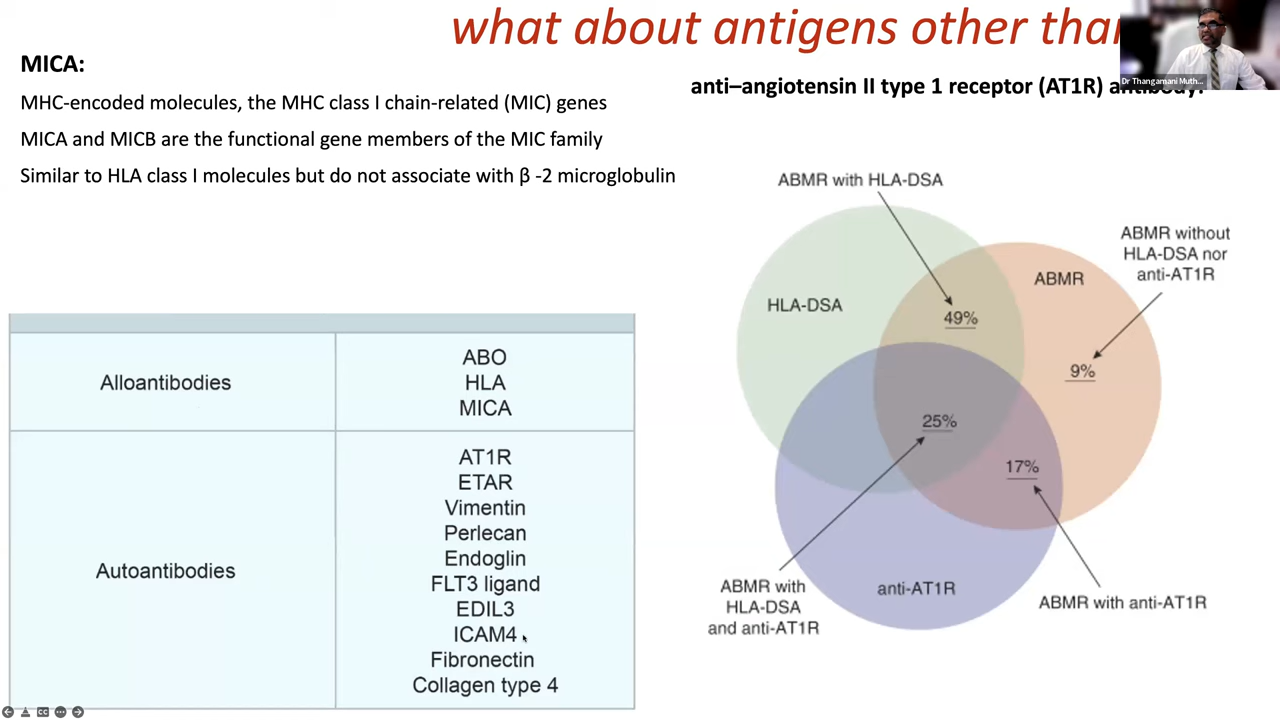 what about antigens other than
MICA:
MHC-encoded molecules, the MHC class I chain-related (MIC) genes
MICA and MICB are the functional gene members of the MIC family
Similar to HLA class I molecules but do not associate with β -2 microglobulin
anti–angiotensin II type 1 receptor (AT1R) antibody:
Dr Thangamani Muth...
Alloantibodies
ABO
HLA
MICA
Autoantibodies
AT1R
ETAR
Vimentin
Perlecan
Endoglin
FLT3 ligand
EDIL3
ICAM4
Fibronectin
Collagen type 4
ABMR with HLA-DSA
ABMR without
HLA-DSA nor
anti-AT1R
HLA-DSA
ABMR
49%
9%
25%
17%
anti-AT1R
ABMR with
HLA-DSA
and anti-AT1R
ABMR with anti-AT1R
CC